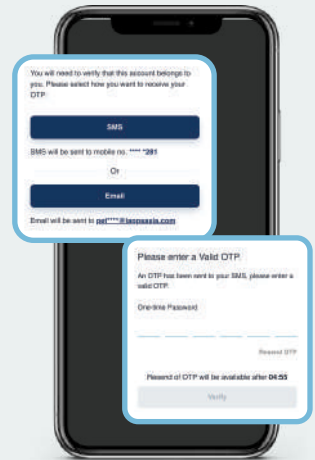 You will need to verify that this account belongs to
you. Please select how you want to receive your
OTP.
SMS
SMS will be sent to mobile no. **** *281
Or
Email
Email will be sent to
Please enter a Valid OTP.
An OTP has been sent to your SMS, please enter a
valid OTP.
One-time Password
Resend OTP
Resend of OTP will be available after 04:55
Verify